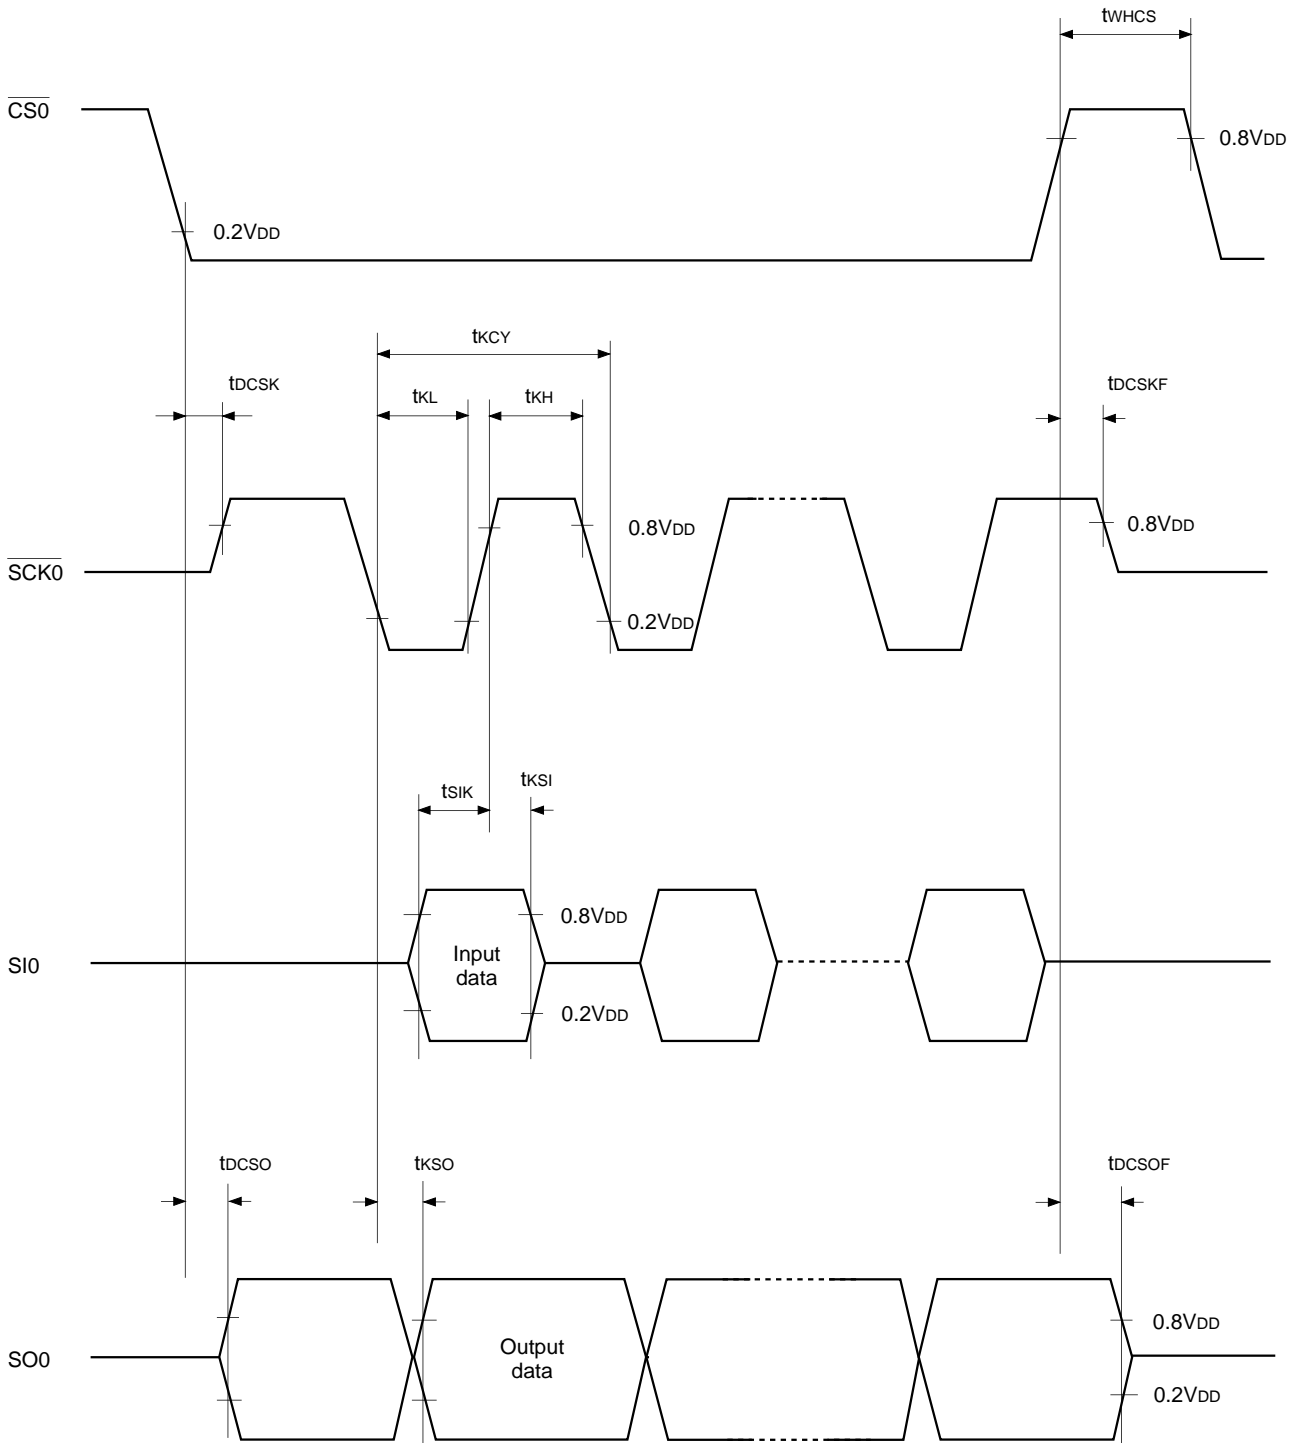 tWHCS
CS0
0.8VDD
0.2VDD
tKCY
tDCSK
tKL
tKH
tDCSKF
0.8VDD
0.8VDD
SCK0
0.2VDD
tSIK
tKSI
0.8VDD
Input
data
SI0
0.2VDD
tDCSO
tKSO
tDCSOF
0.8VDD
Output
data
SO0
0.2VDD